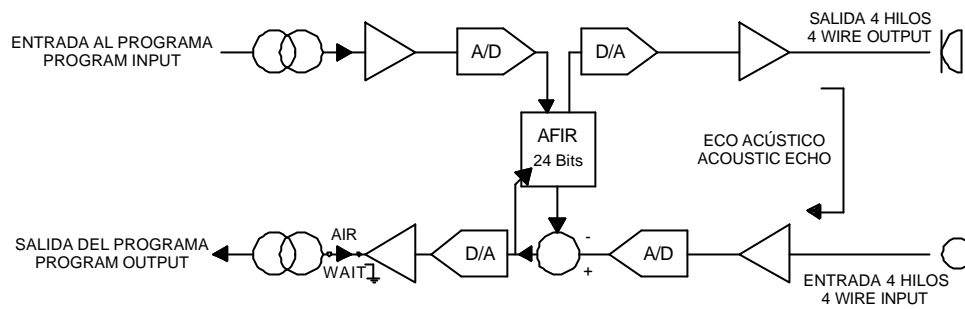 ENTRADA AL PROGRAMA
PROGRAM INPUT
A/D
D/A
SALIDA 4 HILOS
4 WIRE OUTPUT
AFIR
24 Bits
ECO ACÚSTICO
ACOUSTIC ECHO
SALIDA DEL PROGRAMA
PROGRAM OUTPUT
AIR
WAIT
D/A
-
+
A/D
ENTRADA 4 HILOS
4 WIRE INPUT